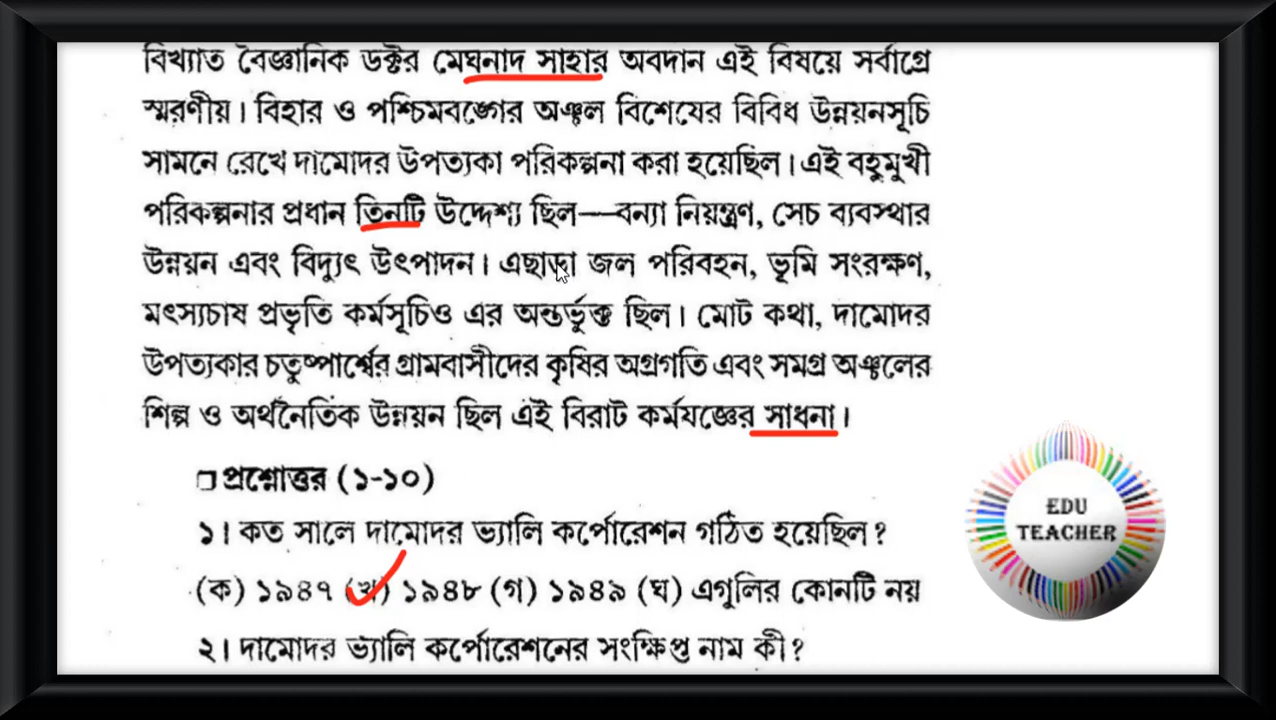 বিখ্যাত বৈজ্ঞানিক ডক্টর মেঘনাদ সাহার অবদান এই বিষয়ে সর্বাগ্রে
স্মরণীয়। বিহার ও পশ্চিমবঙ্গের অঞ্চল বিশেষের বিবিধ উন্নয়নসূচি
সামনে রেখে দামোদর উপত্যকা পরিকল্পনা করা হয়েছিল। এই বহুমুখী
পরিকল্পনার প্রধান তিনটি উদ্দেশ্য ছিল—বন্যা নিয়ন্ত্রণ, সেচ ব্যবস্থার
উন্নয়ন এবং বিদ্যুৎ উৎপাদন। এছাড়া জল পরিবহন, ভূমি সংরক্ষণ,
মৎস্যচাষ প্রভৃতি কর্মসূচিও এর অন্তর্ভুক্ত ছিল। মোট কথা, দামোদর
উপত্যকার চতুষ্পার্শ্বের গ্রামবাসীদের কৃষির অগ্রগতি এবং সমগ্র অঞ্চলের
শিল্প ও অর্থনৈতিক উন্নয়ন ছিল এই বিরাট কর্মযজ্ঞের সাধনা।
❑ প্রশ্নোত্তর (১-১০)
১। কত সালে দামোদর ভ্যালি কর্পোরেশন গঠিত হয়েছিল?
(ক) ১৯৪৭ (খ) ১৯৪৮ (গ) ১৯৪৯ (ঘ) এগুলির কোনটি নয়
২। দামোদর ভ্যালি কর্পোরেশনের সংক্ষিপ্ত নাম কী?
EDU
TEACHER